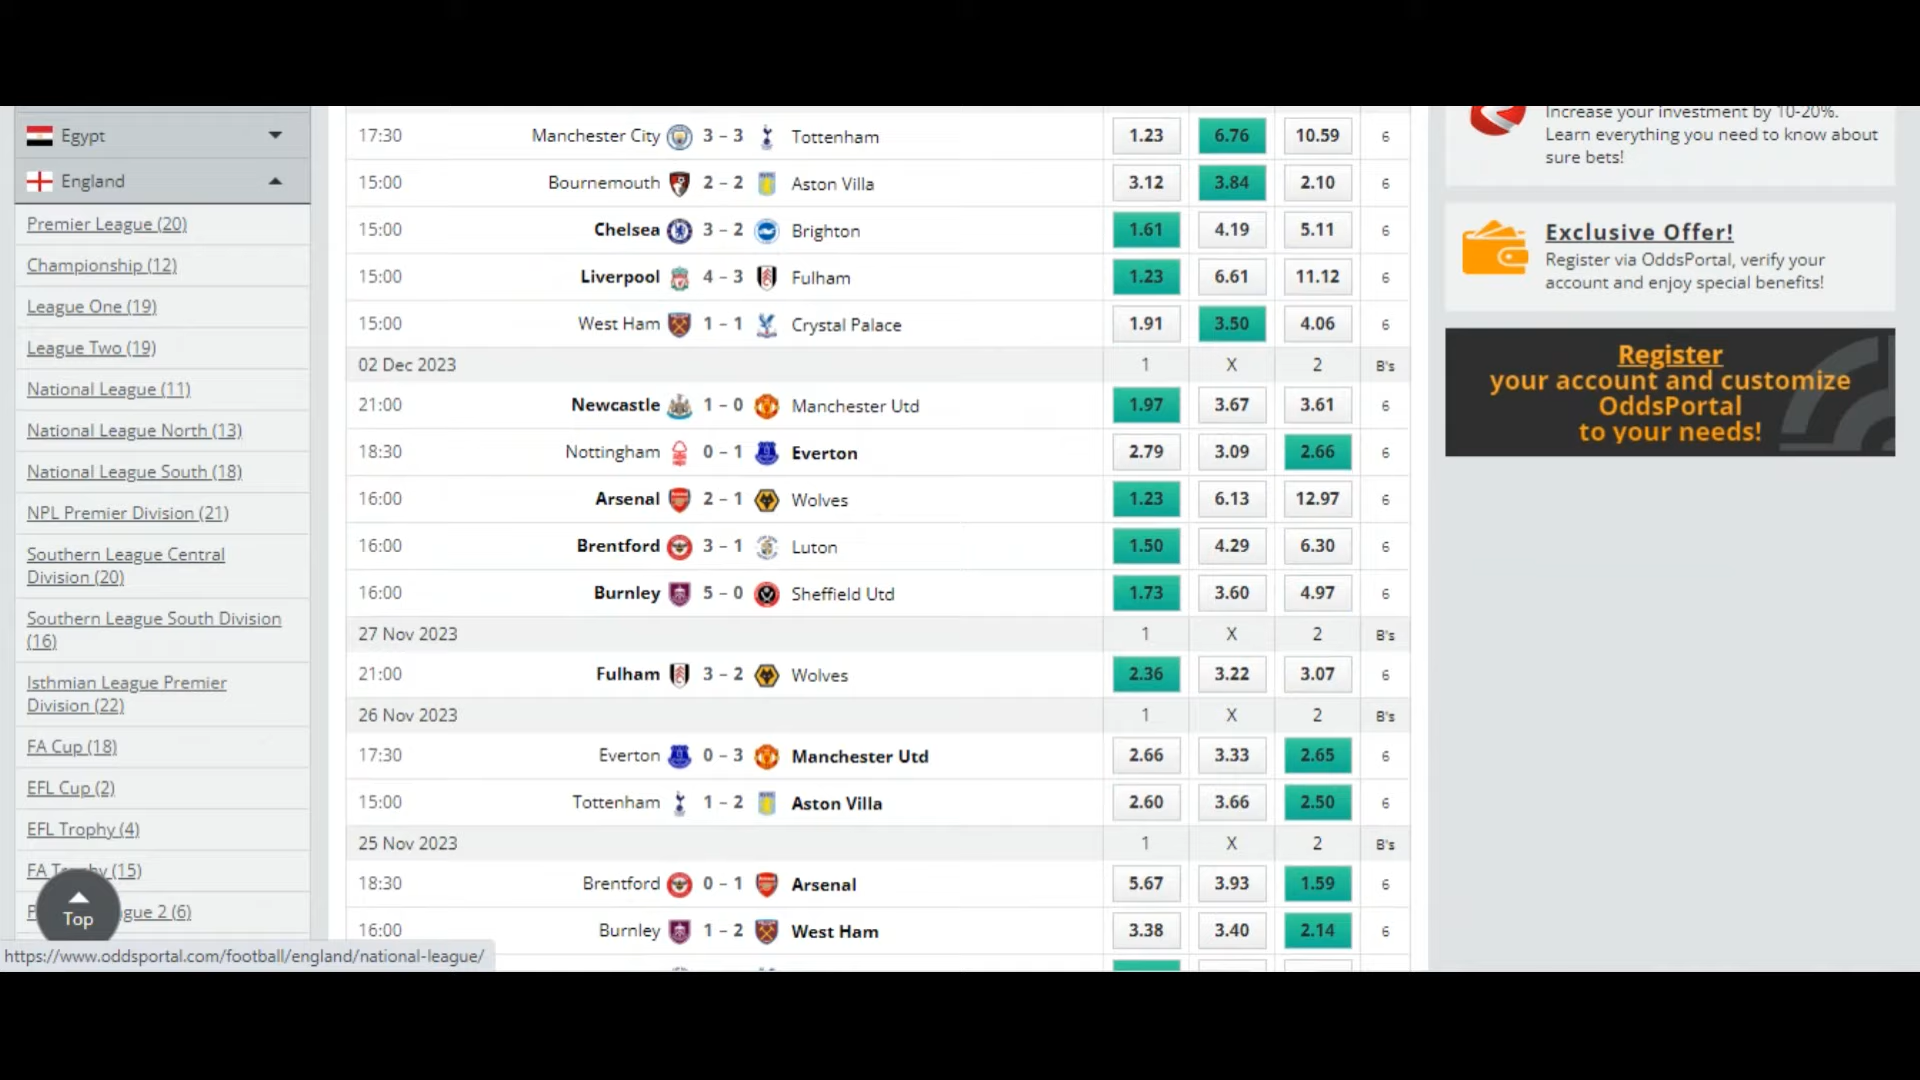 Egypt
England
Premier League (20)
Championship (12)
League One (19)
League Two (19)
National League (11)
National League North (13)
National League South (18)
NPL Premier Division (21)
Southern League Central
Division (20)
Southern League South Division
(16)
Isthmian League Premier
Division (22)
FA Cup (18)
EFL Cup (2)
EFL Trophy (4)
FA (15)
2 (6)
Top
https://www.oddsportal.com/football/england/national-league/
17:30 Manchester City 3 – 3 Tottenham 1.23 6.76 10.59 6
15:00 Bournemouth 2 – 2 Aston Villa 3.12 3.84 2.10 6
15:00 Chelsea 3 – 2 Brighton 1.61 4.19 5.11 6
15:00 Liverpool 4 – 3 Fulham 1.23 6.61 11.12 6
15:00 West Ham 1 – 1 Crystal Palace 1.91 3.50 4.06 6
02 Dec 2023 1 X 2 B's
21:00 Newcastle 1 – 0 Manchester Utd 1.97 3.67 3.61 6
18:30 Nottingham 0 – 1 Everton 2.79 3.09 2.66 6
16:00 Arsenal 2 – 1 Wolves 1.23 6.13 12.97 6
16:00 Brentford 3 – 1 Luton 1.50 4.29 6.30 6
16:00 Burnley 5 – 0 Sheffield Utd 1.73 3.60 4.97 6
27 Nov 2023 1 X 2 B's
21:00 Fulham 3 – 2 Wolves 2.36 3.22 3.07 6
26 Nov 2023 1 X 2 B's
17:30 Everton 0 – 3 Manchester Utd 2.66 3.33 2.65 6
15:00 Tottenham 1 – 2 Aston Villa 2.60 3.66 2.50 6
25 Nov 2023 1 X 2 B's
18:30 Brentford 0 – 1 Arsenal 5.67 3.93 1.59 6
16:00 Burnley 1 – 2 West Ham 3.38 3.40 2.14 6
Increase your investment by 10-20%.
Learn everything you need to know about
sure bets!
Exclusive Offer!
Register via OddsPortal, verify your
account and enjoy special benefits!
Register
your account and customize
OddsPortal
to your needs!